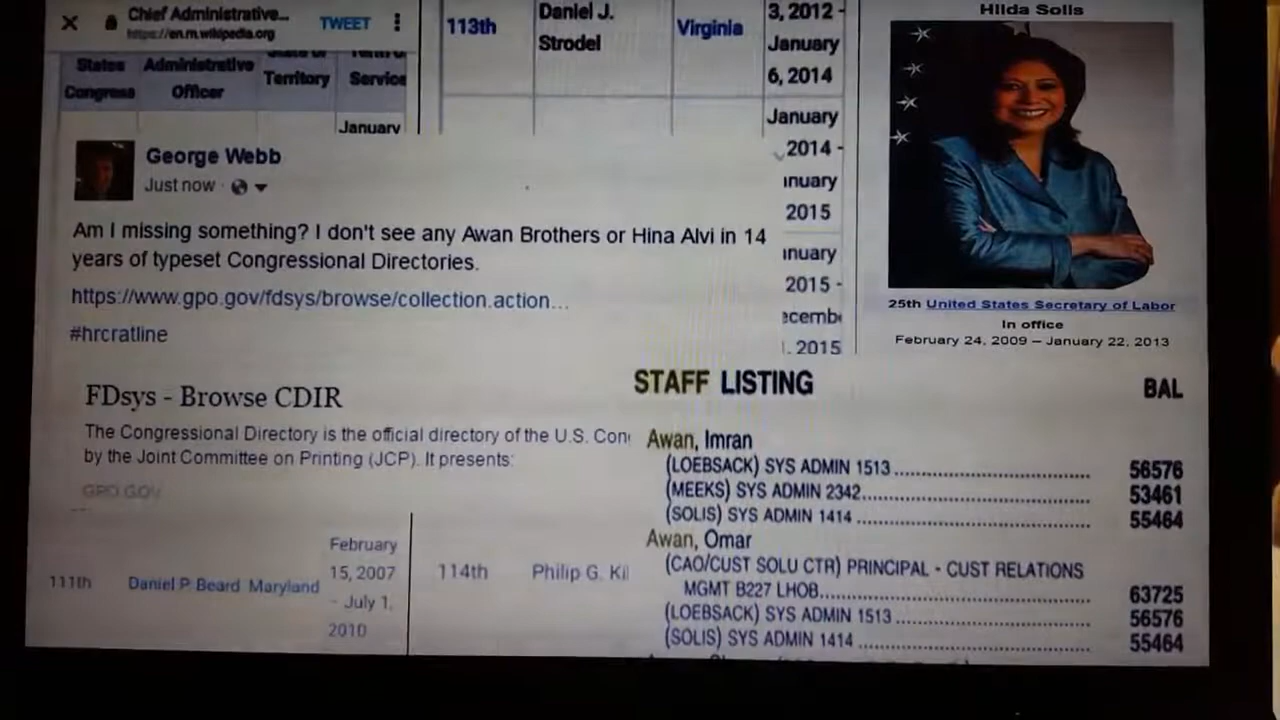 Chief Administrative...
https://en.m.wikipedia.org
TWEET
States
Congress
Administrative
Officer
Territory
Service
January
113th
Daniel J.
Strodel
Virginia
3, 2012 -
January
6, 2014
January
2014 -
nuary
2015
nuary
2015 -
ecemb
2015
Hilda Solis
25th United States Secretary of Labor
In office
February 24, 2009 – January 22, 2013
George Webb
Just now ·
Am I missing something? I don't see any Awan Brothers or Hina Alvi in 14
years of typeset Congressional Directories.
https://www.gpo.gov/fdsys/browse/collection.action...
#hrcratline
FDsys - Browse CDIR
The Congressional Directory is the official directory of the U.S. Con
by the Joint Committee on Printing (JCP). It presents:
GPO.GOV
111th
Daniel P. Beard
Maryland
February
15, 2007
- July 1,
2010
114th
Philip G. Ki
STAFF LISTING
BAL
Awan, Imran
(LOEBSACK) SYS ADMIN 1513 56576
(MEEKS) SYS ADMIN 2342 53461
(SOLIS) SYS ADMIN 1414 55464
Awan, Omar
(CAO/CUST SOLU CTR) PRINCIPAL - CUST RELATIONS
MGMT B227 LHOB 63725
(LOEBSACK) SYS ADMIN 1513 56576
(SOLIS) SYS ADMIN 1414 55464